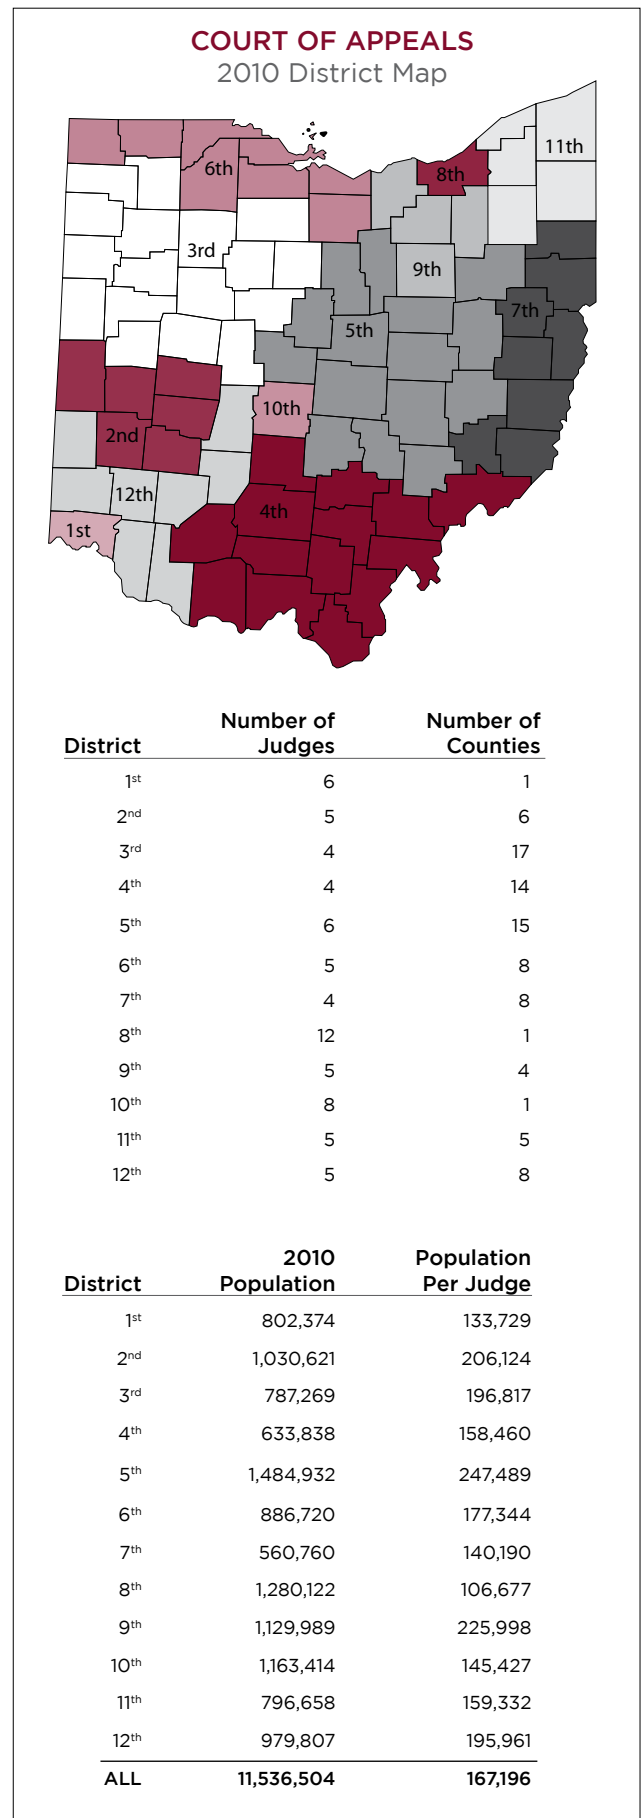 COURT OF APPEALS
2010 District Map
11th
8th
6th
3rd
9th
7th
5th
10th
2nd
12th
4th
1st
District Number of Judges Number of Counties
1st 6 1
2nd 5 6
3rd 4 17
4th 4 14
5th 6 15
6th 5 8
7th 4 8
8th 12 1
9th 5 4
10th 8 1
11th 5 5
12th 5 8
District 2010 Population Population Per Judge
1st 802,374 133,729
2nd 1,030,621 206,124
3rd 787,269 196,817
4th 633,838 158,460
5th 1,484,932 247,489
6th 886,720 177,344
7th 560,760 140,190
8th 1,280,122 106,677
9th 1,129,989 225,998
10th 1,163,414 145,427
11th 796,658 159,332
12th 979,807 195,961
ALL 11,536,504 167,196